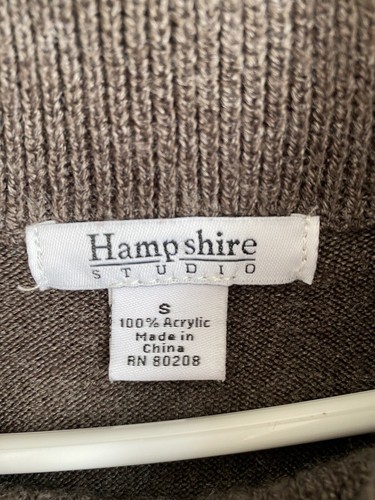 Hampshire
STUDIO
S
100% Acrylic
Made in
China
RN 80208